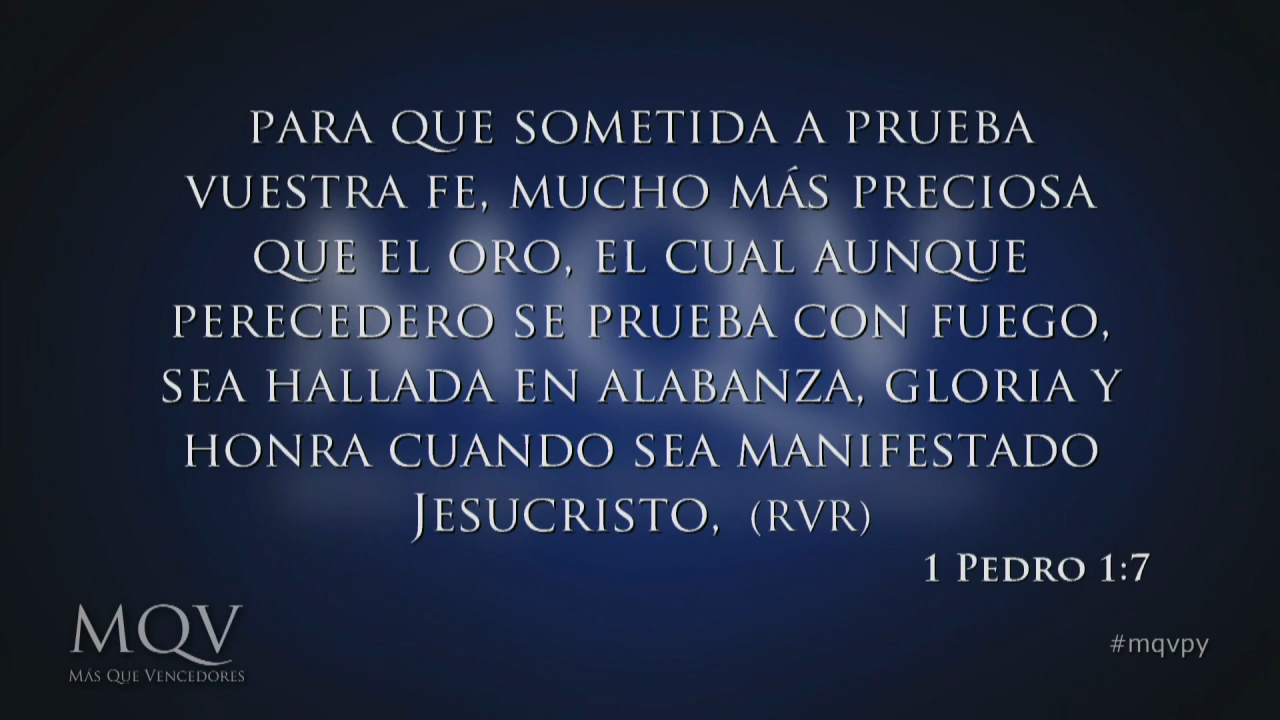 PARA QUE SOMETIDA A PRUEBA
VUESTRA FE, MUCHO MÁS PRECIOSA
QUE EL ORO, EL CUAL AUNQUE
PERECEDERO SE PRUEBA CON FUEGO,
SEA HALLADA EN ALABANZA, GLORIA Y
HONRA CUANDO SEA MANIFESTADO
JESUCRISTO, (RVR)
1 PEDRO 1:7
MQV
MÁS QUE VENCEDORES
#mqvpy